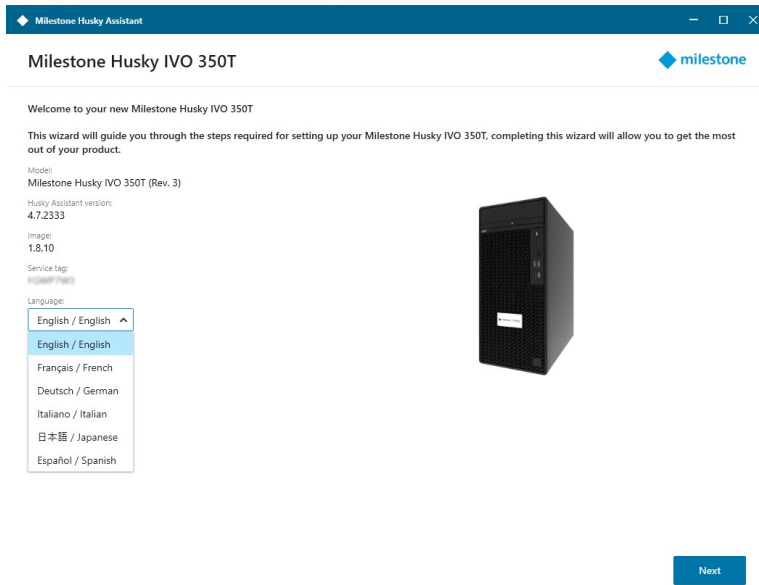 Milestone Husky Assistant
Milestone Husky IVO 350T
milestone
Welcome to your new Milestone Husky IVO 350T
This wizard will guide you through the steps required for setting up your Milestone Husky IVO 350T, completing this wizard will allow you to get the most
out of your product.
Model:
Milestone Husky IVO 350T (Rev. 3)
Husky Assistant version:
4.7.2333
Image:
1.8.10
Service tag:
Language:
English / English
English / English
Français / French
Deutsch / German
Italiano / Italian
日本語 / Japanese
Español / Spanish
Next